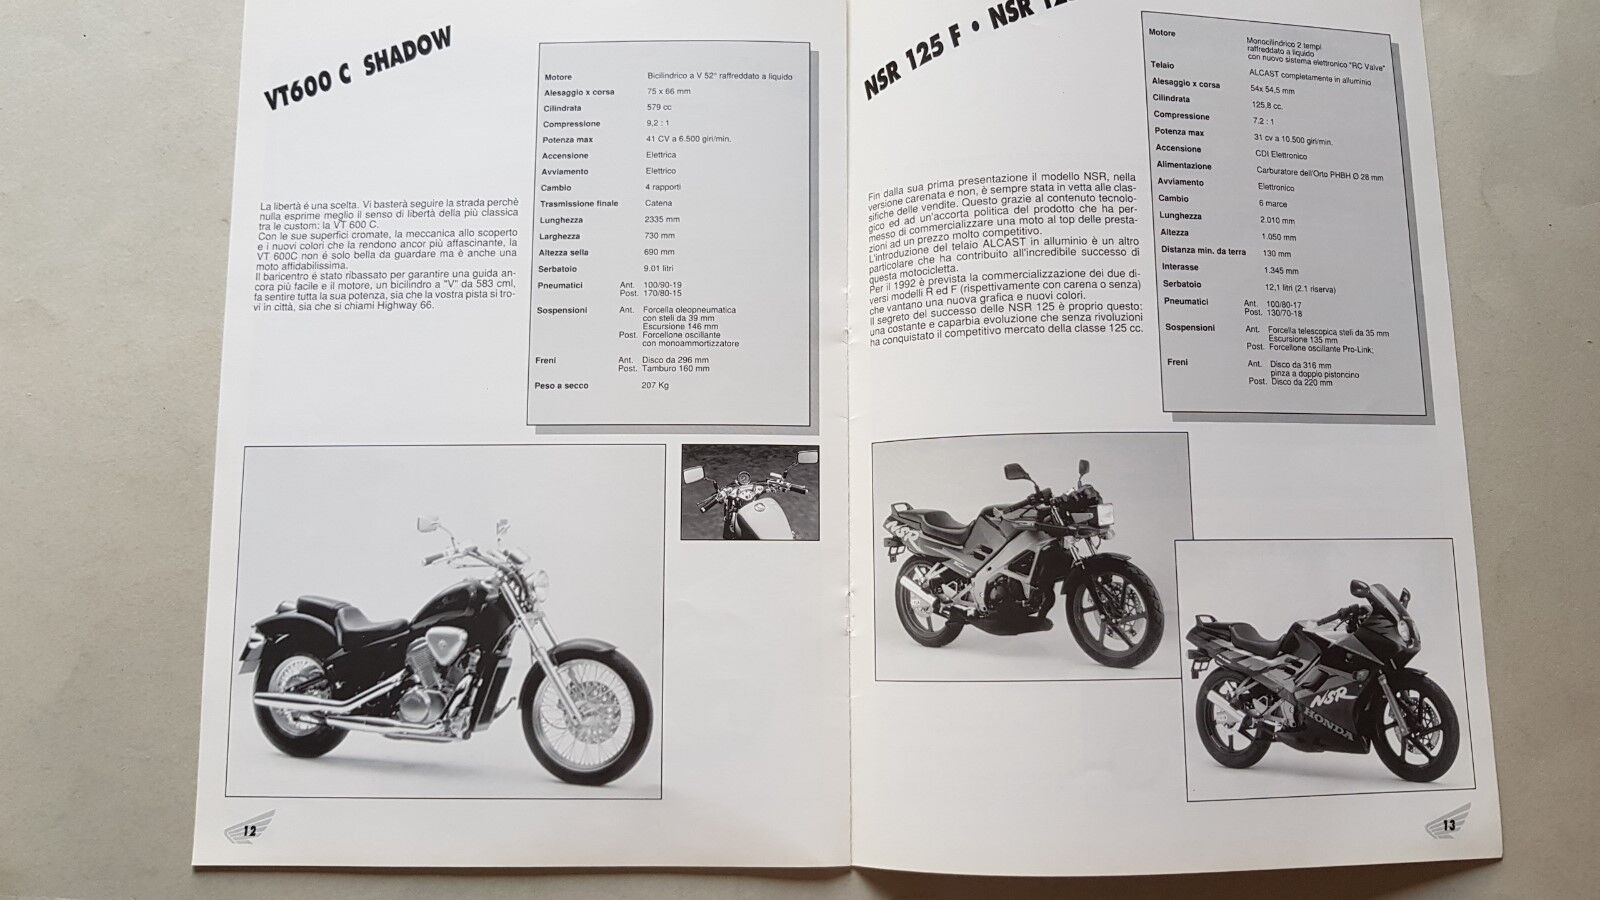 VT600 C SHADOW
La libertà é una scelta. Vi basterà seguire la strada perchè
nulla esprime meglio il senso di libertà della più classica
tra le custom: la VT 600 C.
Con le sue superfici cromate, la meccanica allo scoperto
e i nuovi colori che la rendono ancor più affascinante, la
VT 600C non é solo bella da guardare ma è anche una
moto affidabilissima.
Il baricentro é stato ribassato per garantire una guida an-
cora più facile e il motore, un bicilindro a "V" da 583 cml,
fa sentire tutta la sua potenza, sia che la vostra pista si tro-
vi in città, sia che si chiami Highway 66.
Motore Bicilindrico a V 52° raffreddato a liquido
Alesaggio x corsa 75 x 66 mm
Cilindrata 579 cc
Compressione 9,2 : 1
Potenza max 41 CV a 6.500 giri/min.
Accensione Elettrica
Avviamento Elettrico
Cambio 4 rapporti
Trasmissione finale Catena
Lunghezza 2335 mm
Larghezza 730 mm
Altezza sella 690 mm
Serbatoio 9.01 litri
Pneumatici Ant. 100/90-19
Post. 170/80-15
Sospensioni Ant. Forcella oleopneumatica
con steli da 39 mm
Escursione 146 mm
Post. Forcellone oscillante
con monoammortizzatore
Freni Ant. Disco da 296 mm
Post. Tamburo 160 mm
Peso a secco 207 Kg
12
NSR 125 F • NSR
Fin dalla sua prima presentazione il modello NSR, nella
versione carenata e non, è sempre stata in vetta alle clas-
sifiche delle vendite. Questo grazie al contenuto tecnolo-
gico ed ad un'accorta politica del prodotto che ha per-
messo di commercializzare una moto al top delle presta-
zioni ad un prezzo molto competitivo.
L'introduzione del telaio ALCAST in alluminio è un altro
particolare che ha contribuito all'incredibile successo di
questa motocicletta.
Per il 1992 è prevista la commercializzazione dei due di-
versi modelli R ed F (rispettivamente con carena o senza)
che vantano una nuova grafica e nuovi colori.
Il segreto del successo delle NSR 125 è proprio questo:
una costante e caparbia evoluzione che senza rivoluzioni
ha conquistato il competitivo mercato della classe 125 cc.
Motore Monocilindrico 2 tempi
raffreddato a liquido
con nuovo sistema elettronico "RC Valve"
Telaio ALCAST completamente in alluminio
Alesaggio x corsa 54x 54,5 mm
Cilindrata 125,8 cc.
Compressione 7.2 : 1
Potenza max 31 cv a 10.500 giri/min.
Accensione CDI Elettronico
Alimentazione Carburatore dell'Orto PHBH Ø 28 mm
Avviamento Elettronico
Cambio 6 marce
Lunghezza 2.010 mm
Altezza 1.050 mm
Distanza min. da terra 130 mm
Interasse 1.345 mm
Serbatoio 12,1 litri (2.1 riserva)
Pneumatici Ant. 100/80-17
Post. 130/70-18
Sospensioni Ant. Forcella telescopica steli da 35 mm
Escursione 135 mm
Post. Forcellone oscillante Pro-Link;
Freni Ant. Disco da 316 mm
pinza a doppio pistoncino
Post. Disco da 220 mm
NSR
NSR
HONDA
13